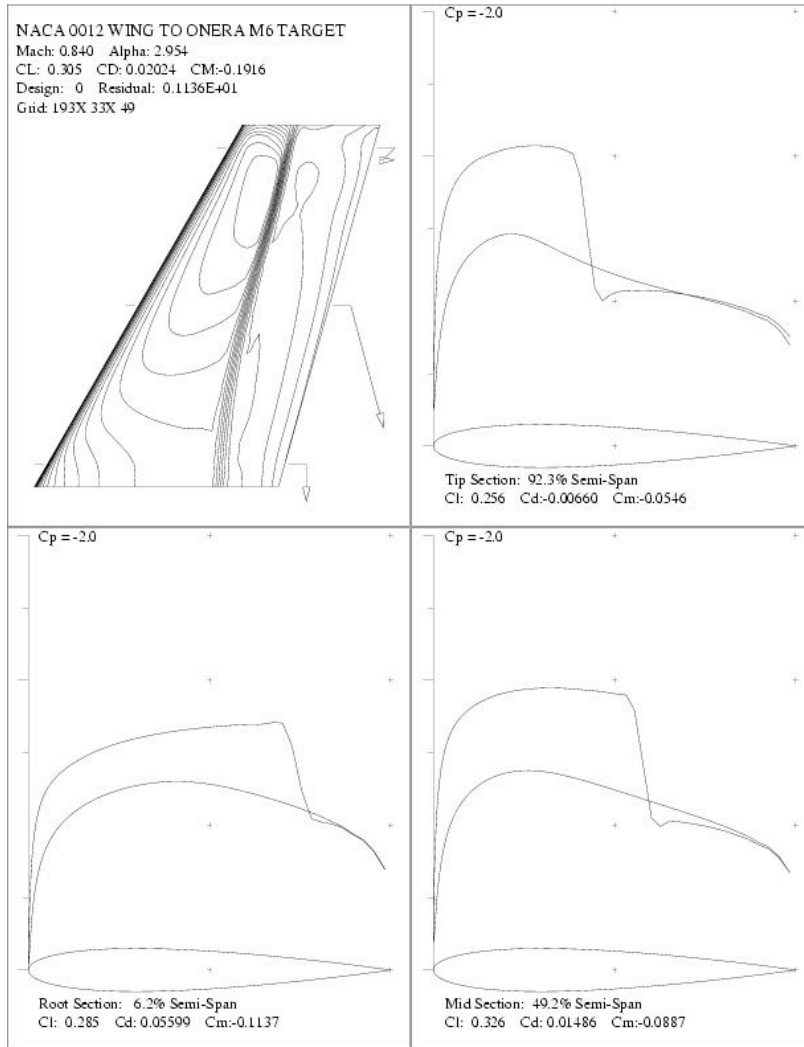 NACA 0012 WING TO ONERA M6 TARGET
Mach: 0.840 Alpha: 2.954
CL: 0.305 CD: 0.02024 CM:-0.1916
Design: 0 Residual: 0.1136E+01
Grid: 193X 33X 49
Cp = -2.0
Tip Section: 92.3% Semi-Span
Cl: 0.256 Cd:-0.00660 Cm:-0.0546
Cp = -2.0
Root Section: 6.2% Semi-Span
Cl: 0.285 Cd: 0.05599 Cm:-0.1137
Cp = -2.0
Mid Section: 49.2% Semi-Span
Cl: 0.326 Cd: 0.01486 Cm:-0.0887